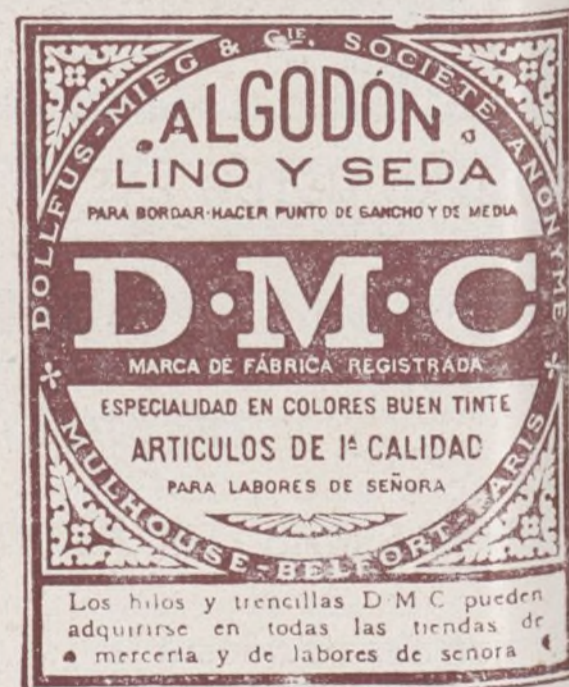 DOLLFUS-MIEG & CIE, SOCIÉTÉ ANONYME
ALGODÓN
LINO Y SEDA
PARA BORDAR·HACER PUNTO DE GANCHO Y DE MEDIA
D·M·C
MARCA DE FÁBRICA REGISTRADA
ESPECIALIDAD EN COLORES BUEN TINTE
ARTICULOS DE 1ª CALIDAD
PARA LABORES DE SEÑORA
MULHOUSE-BELFORT-PARIS
Los hilos y trencillas D·M·C pueden
adquirirse en todas las tiendas de
mercería y de labores de senora